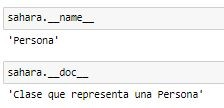 sahara.__name__
'Persona'
sahara.__doc__
'Clase que representa una Persona'